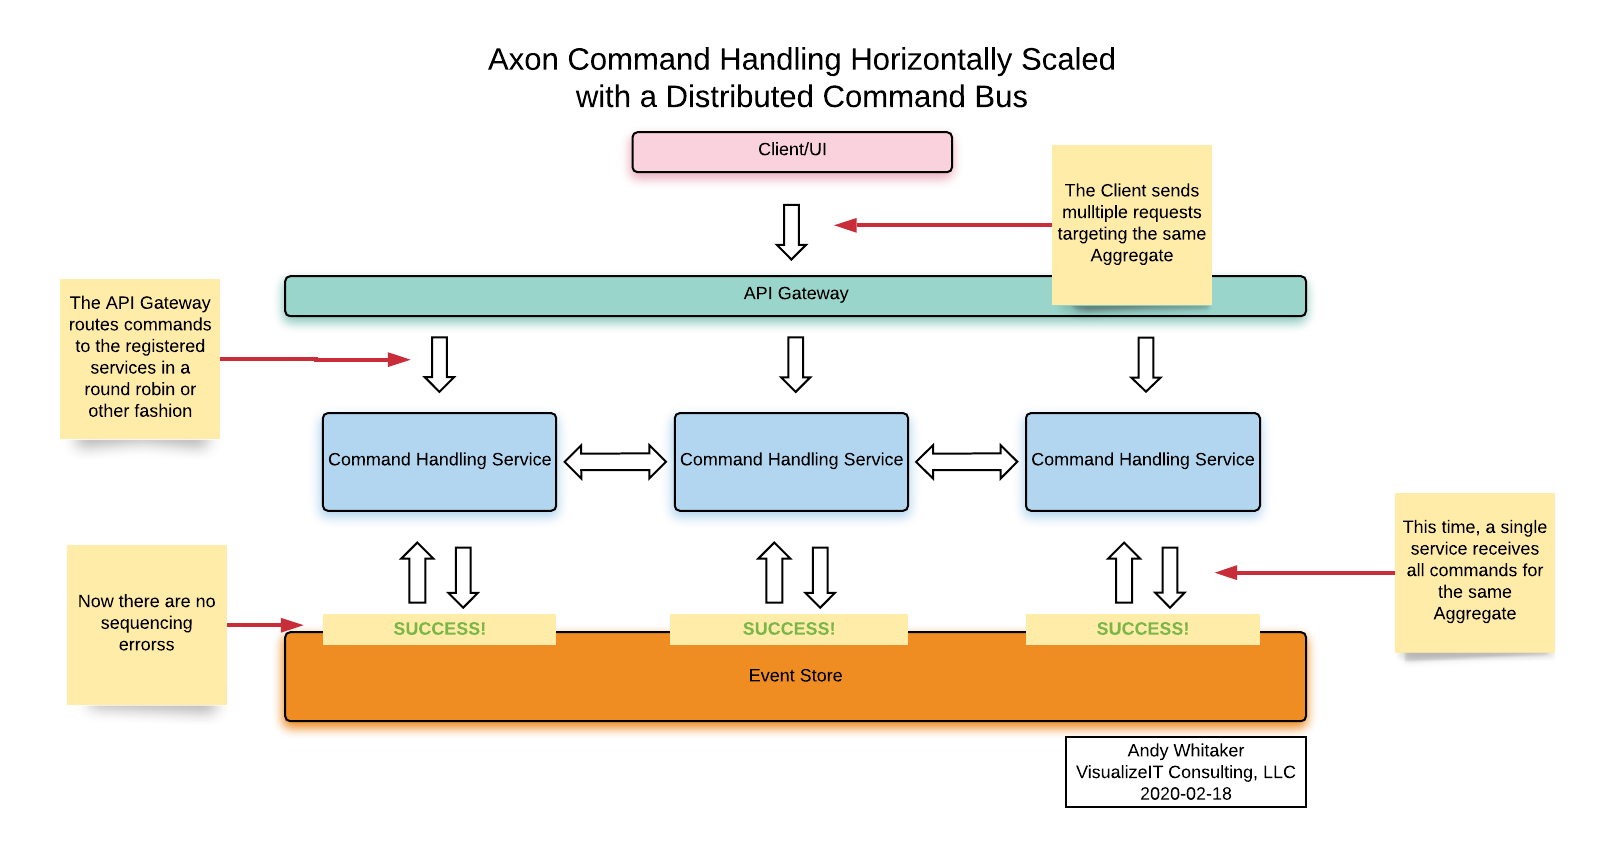 Axon Command Handling Horizontally Scaled
with a Distributed Command Bus
Client/UI
The Client sends
mulltiple requests
targeting the same
Aggregate
API Gateway
The API Gateway
routes commands
to the registered
services in a
round robin or
other fashion
Command Handling Service
Command Handling Service
Command Handling Service
This time, a single
service receives
all commands for
the same
Aggregate
Now there are no
sequencing
errorss
SUCCESS!
SUCCESS!
SUCCESS!
Event Store
Andy Whitaker
VisualizeIT Consulting, LLC
2020-02-18